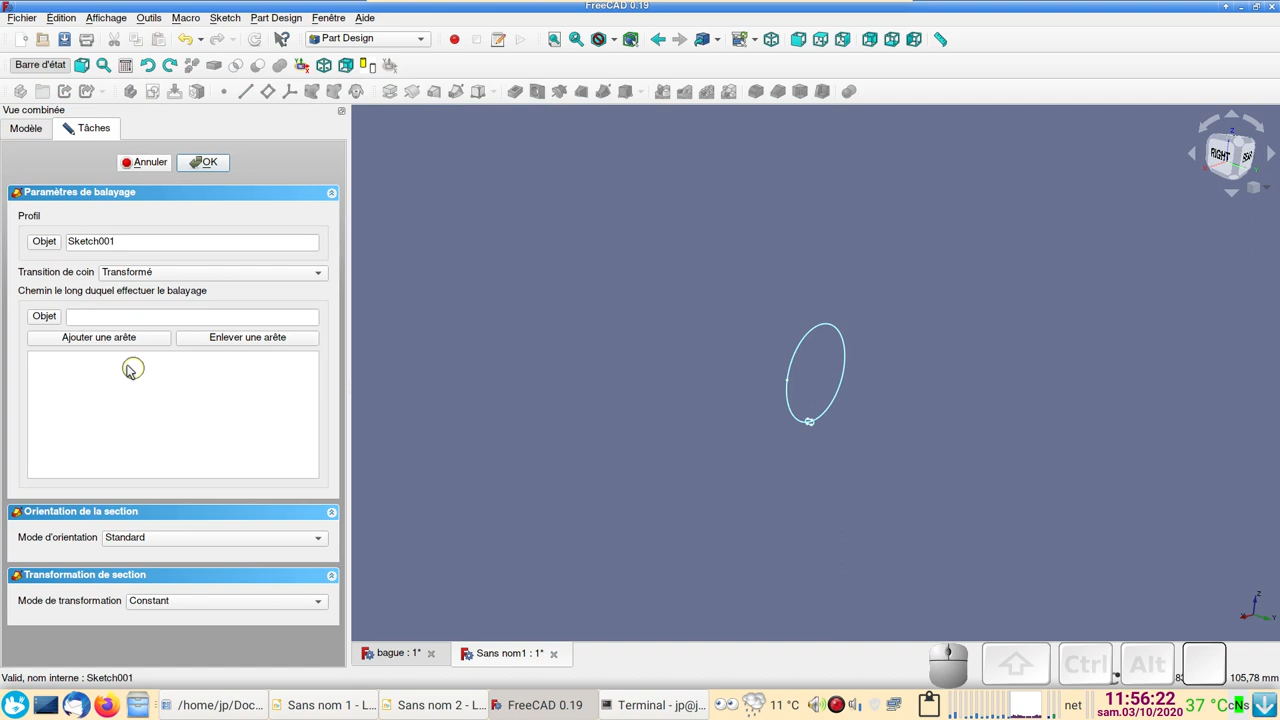 FreeCAD 0.19
Fichier Édition Affichage Outils Macro Sketch Part Design Fenêtre Aide
Part Design
Barre d'état
Vue combinée
Modèle Tâches
Annuler OK
Paramètres de balayage
Profil
Objet Sketch001
Transition de coin Transformé
Chemin le long duquel effectuer le balayage
Objet
Ajouter une arête Enlever une arête
Orientation de la section
Mode d'orientation Standard
Transformation de section
Mode de transformation Constant
RIGHT
Z
X
Y
bague : 1* Sans nom1 : 1*
Ctrl Alt
Valid, nom interne : Sketch001
105,78 mm
/home/jp/Doc... Sans nom 1 - L... Sans nom 2 - L... FreeCAD 0.19 Terminal - jp@j... 11 °C net 11:56:22 37 °C
sam.03/10/2020